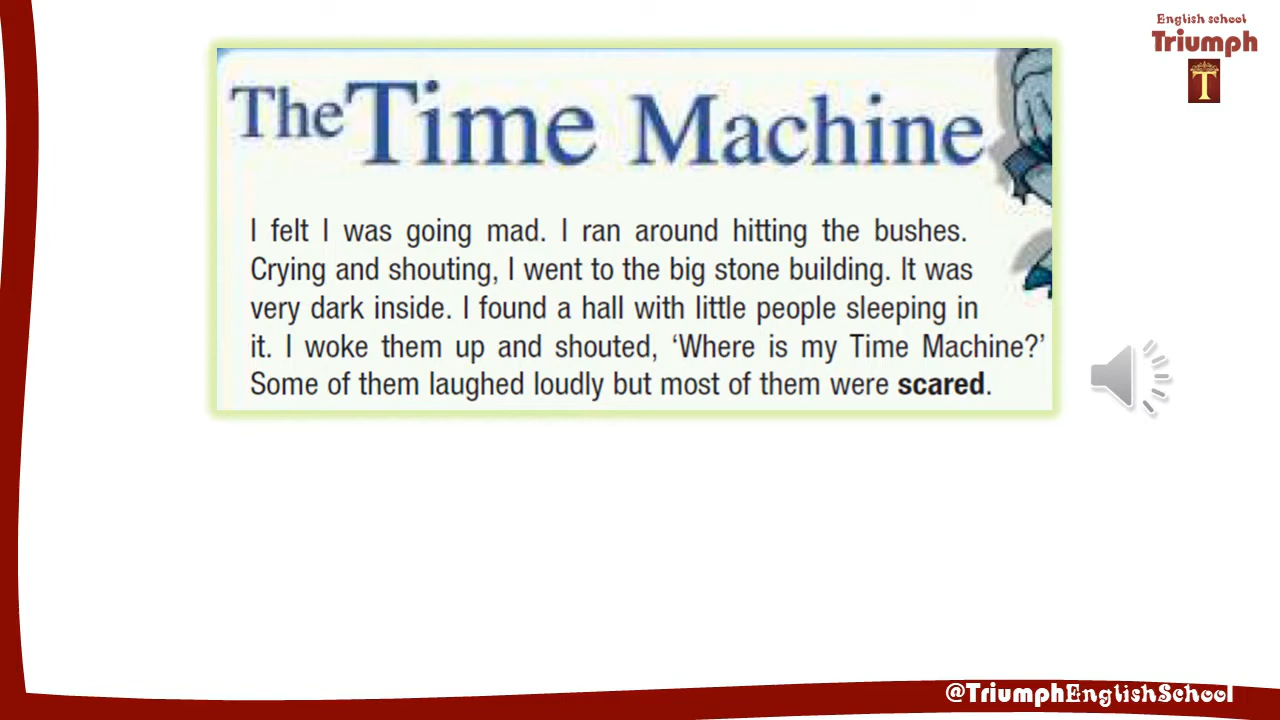 English school
Triumph
T
The Time Machine
I felt I was going mad. I ran around hitting the bushes.
Crying and shouting, I went to the big stone building. It was
very dark inside. I found a hall with little people sleeping in
it. I woke them up and shouted, ‘Where is my Time Machine?’
Some of them laughed loudly but most of them were scared.
@TriumphEnglishSchool